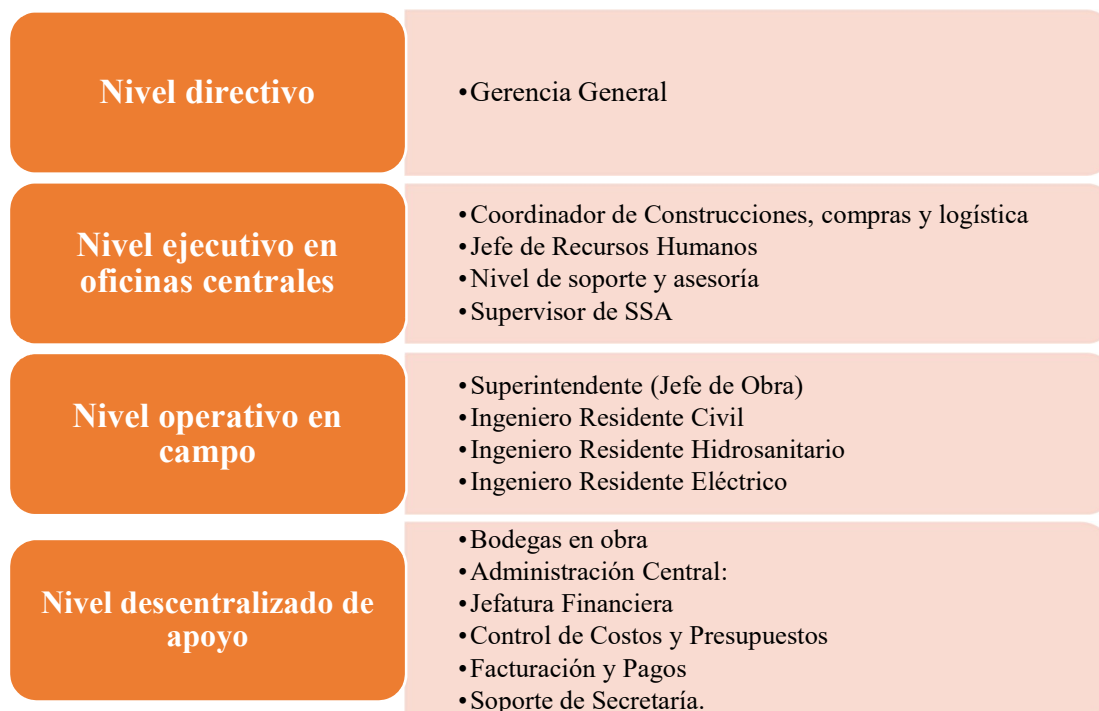 Nivel directivo
•Gerencia General
Nivel ejecutivo en
oficinas centrales
•Coordinador de Construcciones, compras y logística
•Jefe de Recursos Humanos
•Nivel de soporte y asesoría
•Supervisor de SSA
Nivel operativo en
campo
•Superintendente (Jefe de Obra)
•Ingeniero Residente Civil
•Ingeniero Residente Hidrosanitario
•Ingeniero Residente Eléctrico
Nivel descentralizado de
apoyo
•Bodegas en obra
•Administración Central:
•Jefatura Financiera
•Control de Costos y Presupuestos
•Facturación y Pagos
•Soporte de Secretaría.